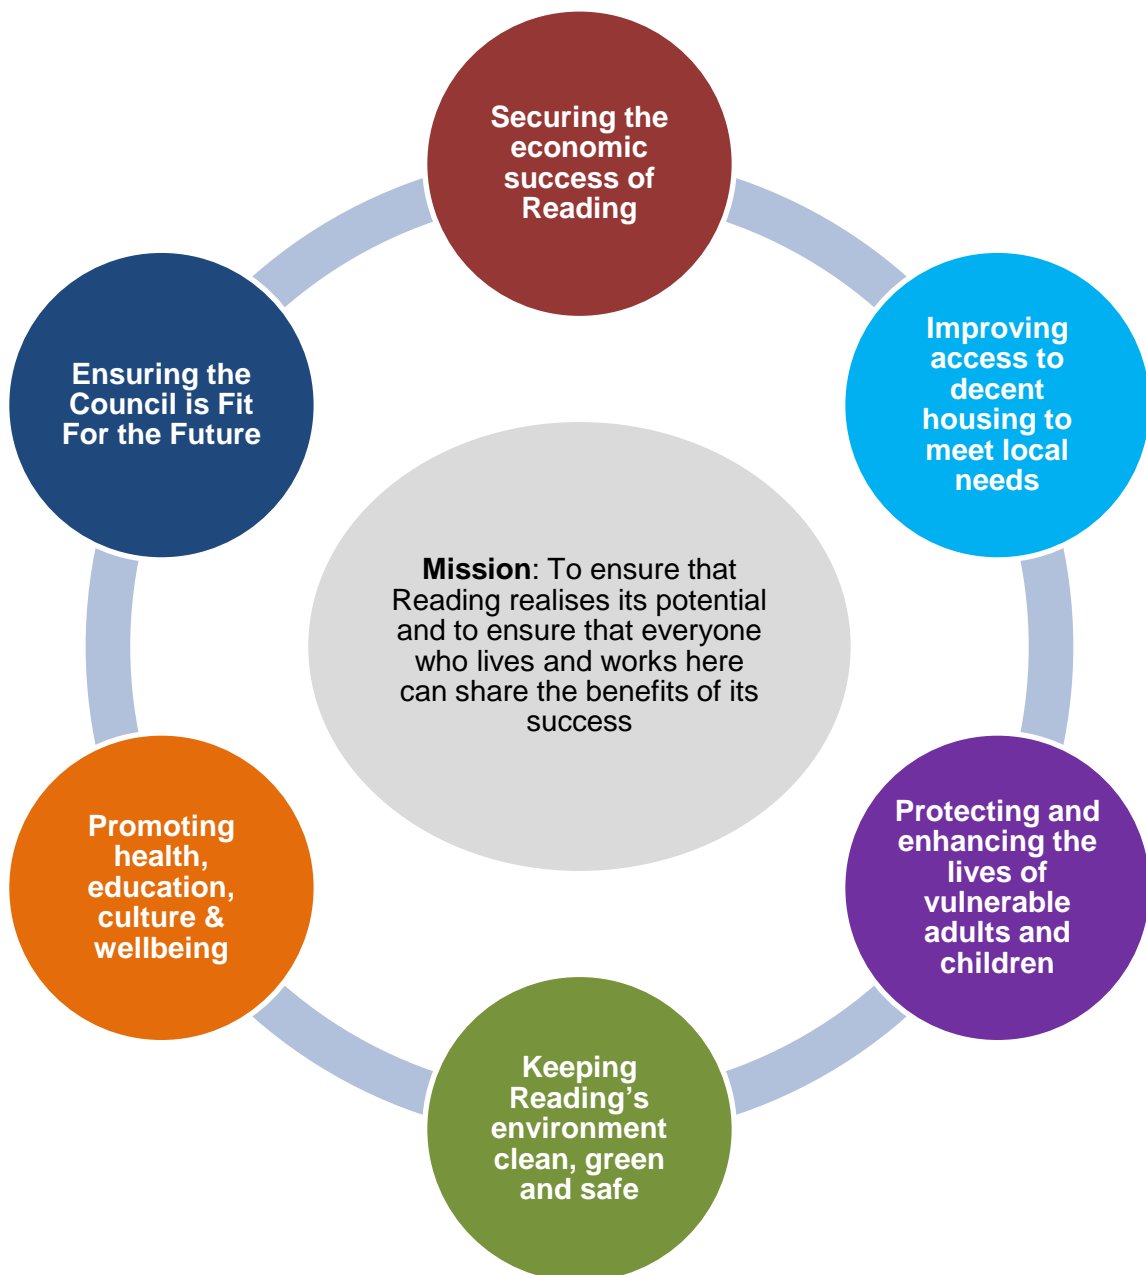 Securing the
economic
success of
Reading
Improving
access to
decent
housing to
meet local
needs
Protecting and
enhancing the
lives of
vulnerable
adults and
children
Keeping
Reading’s
environment
clean, green
and safe
Promoting
health,
education,
culture &
wellbeing
Ensuring the
Council is Fit
For the Future
Mission: To ensure that
Reading realises its potential
and to ensure that everyone
who lives and works here
can share the benefits of its
success